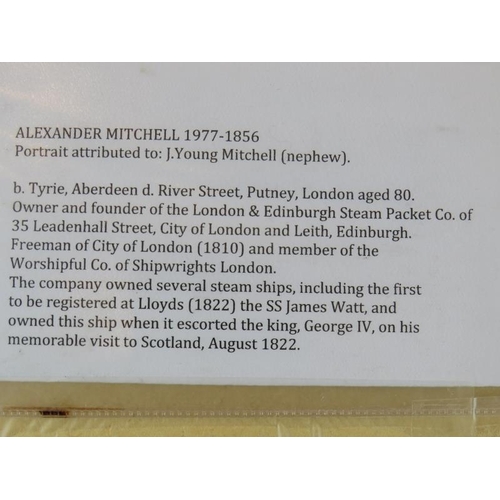 ALEXANDER MITCHELL 1977-1856
Portrait attributed to: J.Young Mitchell (nephew).
b. Tyrie, Aberdeen d. River Street, Putney, London aged 80.
Owner and founder of the London & Edinburgh Steam Packet Co. of
35 Leadenhall Street, City of London and Leith, Edinburgh.
Freeman of City of London (1810) and member of the
Worshipful Co. of Shipwrights London.
The company owned several steam ships, including the first
to be registered at Lloyds (1822) the SS James Watt, and
owned this ship when it escorted the king, George IV, on his
memorable visit to Scotland, August 1822.